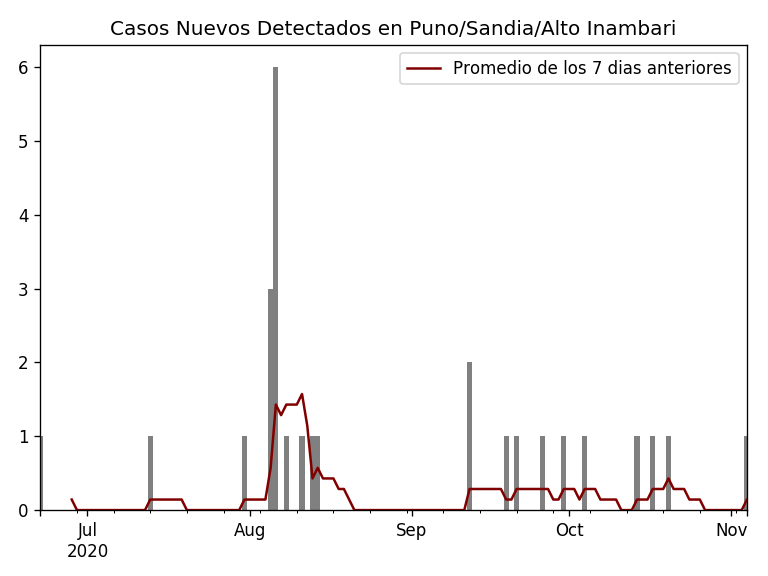 Casos Nuevos Detectados en Puno/Sandia/Alto Inambari
Promedio de los 7 dias anteriores
6
5
4
3
2
1
0
Jul Aug Sep Oct Nov
2020